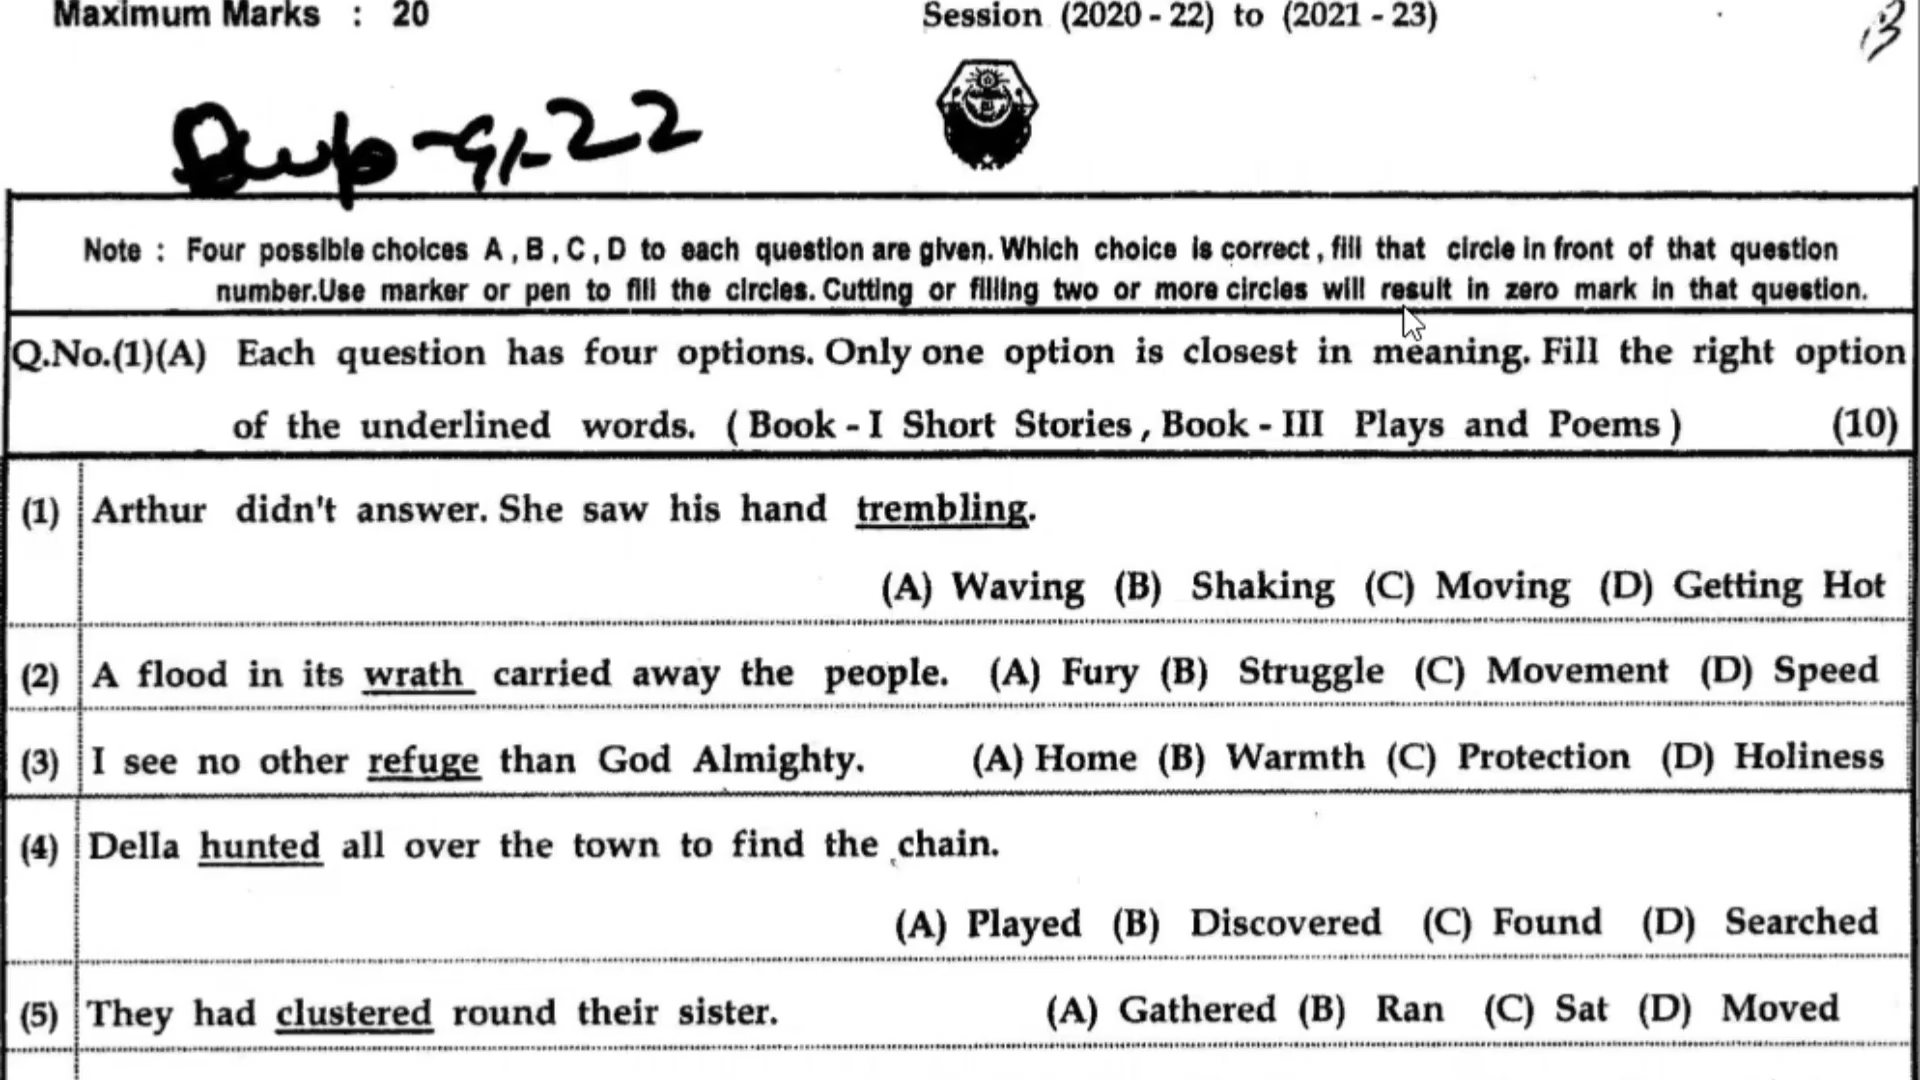 Maximum Marks : 20
Session (2020 - 22) to (2021 - 23)
13
Bwp-G1-22
Note : Four possible choices A , B , C , D to each question are given. Which choice is correct , fill that circle in front of that question
number.Use marker or pen to fill the circles. Cutting or filling two or more circles will result in zero mark in that question.
Q.No.(1)(A) Each question has four options. Only one option is closest in meaning. Fill the right option
of the underlined words. ( Book - I Short Stories , Book - III Plays and Poems ) (10)
(1) Arthur didn't answer. She saw his hand trembling.
(A) Waving (B) Shaking (C) Moving (D) Getting Hot
(2) A flood in its wrath carried away the people. (A) Fury (B) Struggle (C) Movement (D) Speed
(3) I see no other refuge than God Almighty. (A) Home (B) Warmth (C) Protection (D) Holiness
(4) Della hunted all over the town to find the chain.
(A) Played (B) Discovered (C) Found (D) Searched
(5) They had clustered round their sister. (A) Gathered (B) Ran (C) Sat (D) Moved